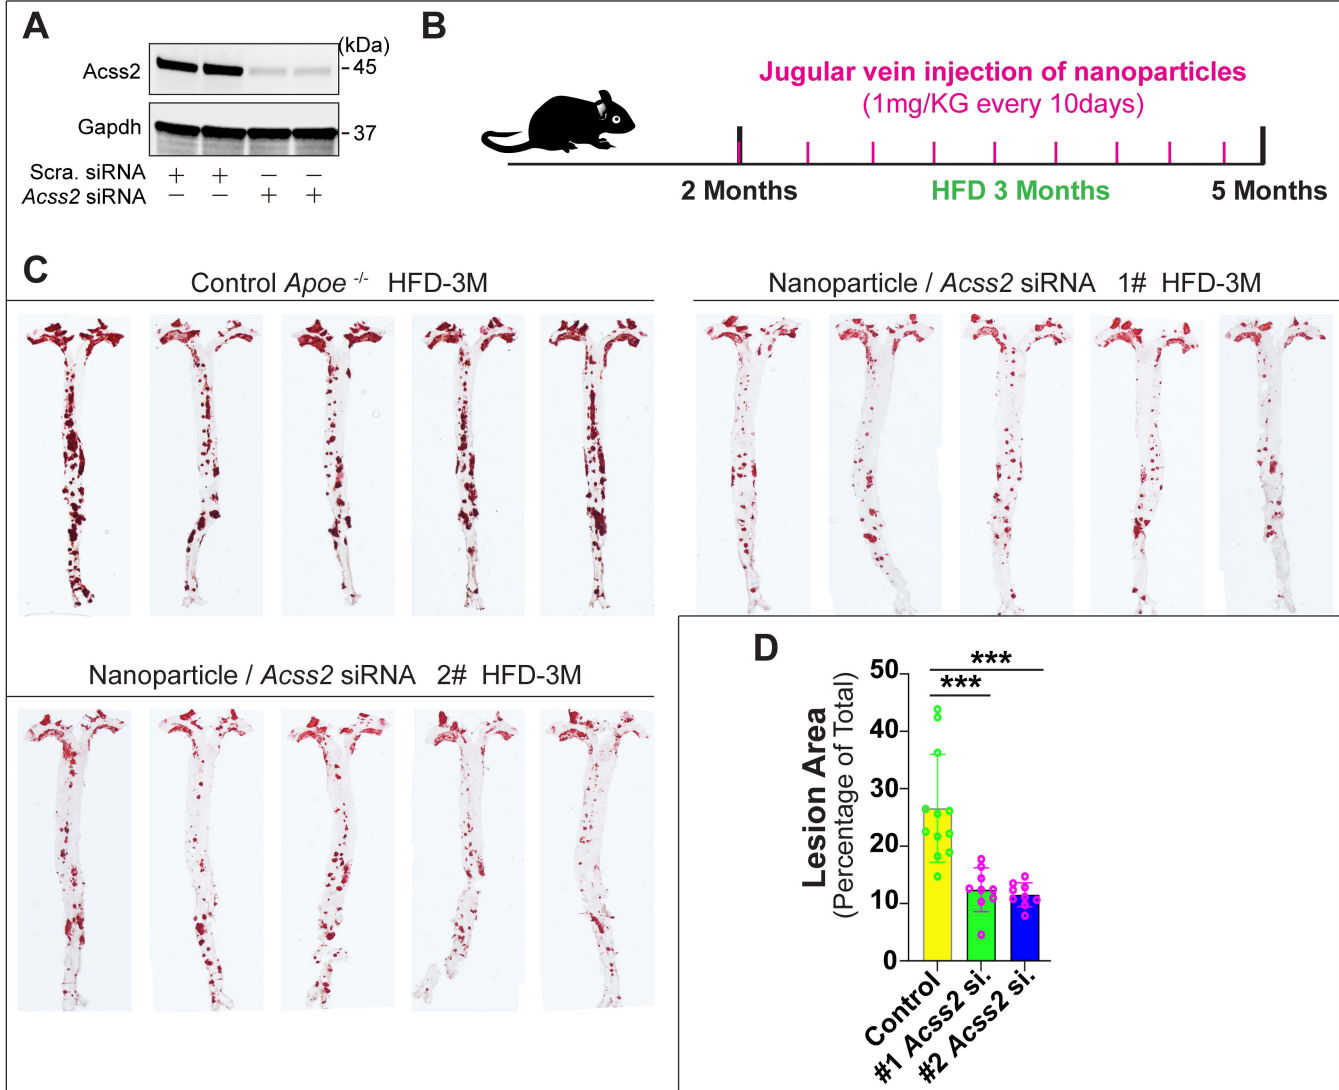 A
(kDa)
Acss2
-45
Gapdh
-37
Scra. siRNA + + − −
Acss2 siRNA − − + +
B
Jugular vein injection of nanoparticles
(1mg/KG every 10days)
2 Months
HFD 3 Months
5 Months
C
Control Apoe -/- HFD-3M
Nanoparticle / Acss2 siRNA 1# HFD-3M
Nanoparticle / Acss2 siRNA 2# HFD-3M
D
Lesion Area
(Percentage of Total)
50
40
30
20
10
0
***
***
Control
#1 Acss2 si.
#2 Acss2 si.